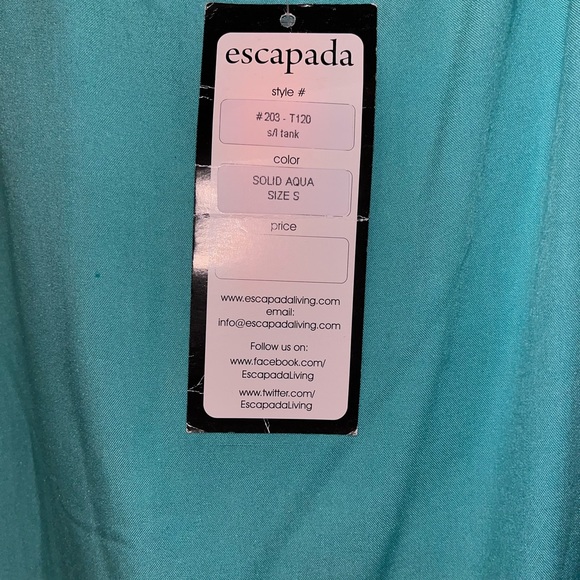 escapada
style #
#203 - T120
s/l tank
color
SOLID AQUA
SIZE S
price
www.escapadaliving.com
email:
info@escapadaliving.com
Follow us on:
www.facebook.com/
EscapadaLiving
www.twitter.com/
EscapadaLiving